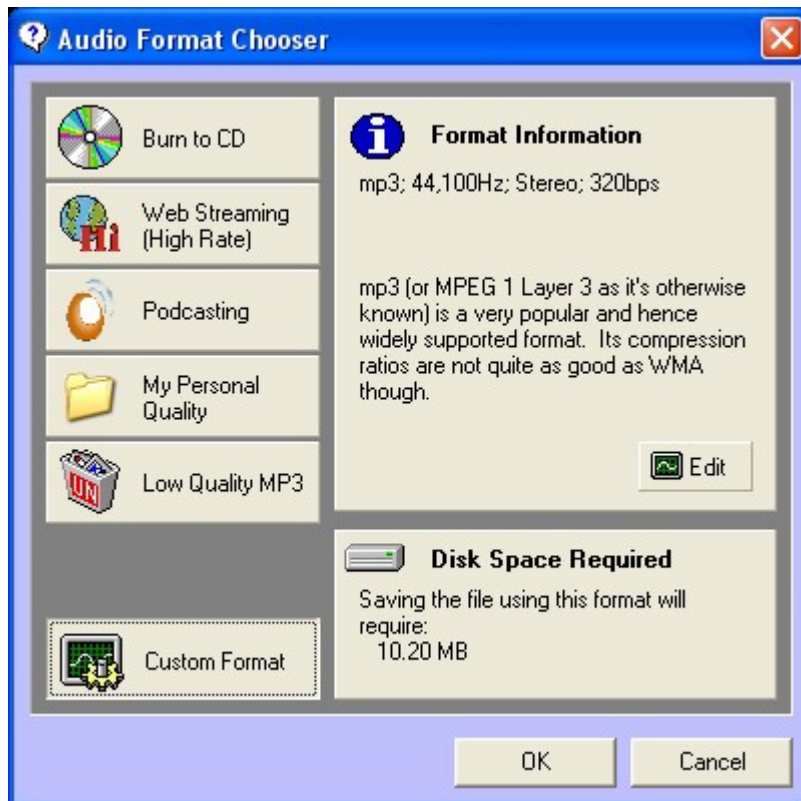 Audio Format Chooser
Burn to CD
Web Streaming
(High Rate)
Podcasting
My Personal
Quality
Low Quality MP3
Custom Format
Format Information
mp3; 44,100Hz; Stereo; 320bps
mp3 (or MPEG 1 Layer 3 as it's otherwise
known) is a very popular and hence
widely supported format. Its compression
ratios are not quite as good as WMA
though.
Edit
Disk Space Required
Saving the file using this format will
require:
10.20 MB
OK
Cancel